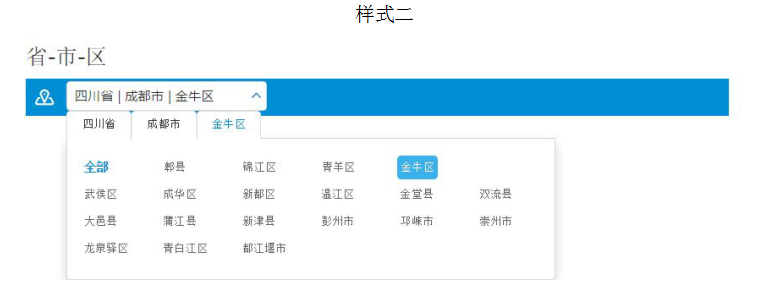 样式二
省-市-区
四川省 | 成都市 | 金牛区
四川省 成都市 金牛区
全部 郫县 锦江区 青羊区 金牛区
武侯区 成华区 新都区 温江区 金堂县 双流县
大邑县 蒲江县 新津县 彭州市 邛崃市 崇州市
龙泉驿区 青白江区 都江堰市